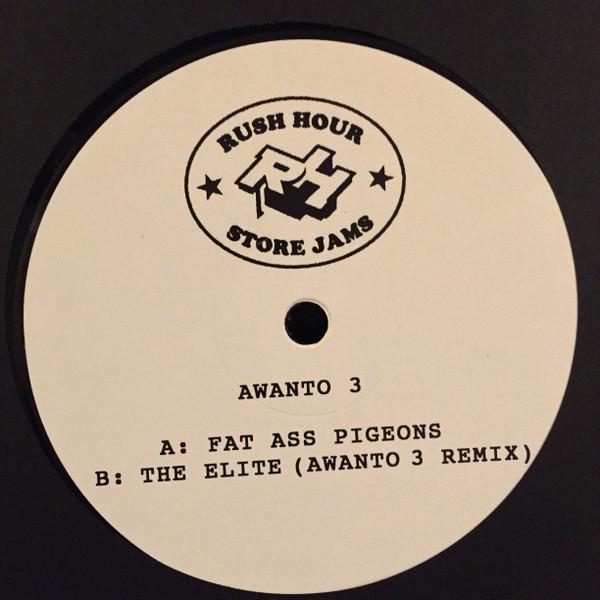 RUSH HOUR
RH
STORE JAMS
AWANTO 3
A: FAT ASS PIGEONS
B: THE ELITE (AWANTO 3 REMIX)